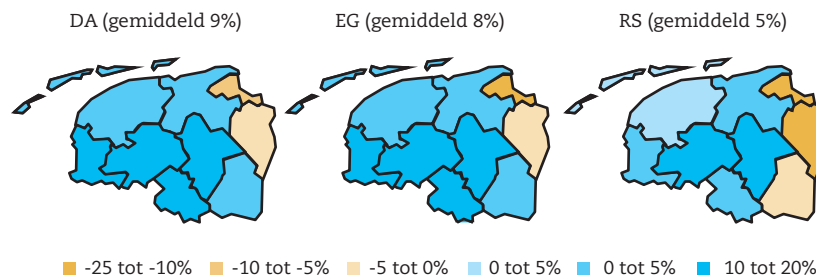 DA (gemiddeld 9%) EG (gemiddeld 8%) RS (gemiddeld 5%)
-25 tot -10% -10 tot -5% -5 tot 0% 0 tot 5% 0 tot 5% 10 tot 20%